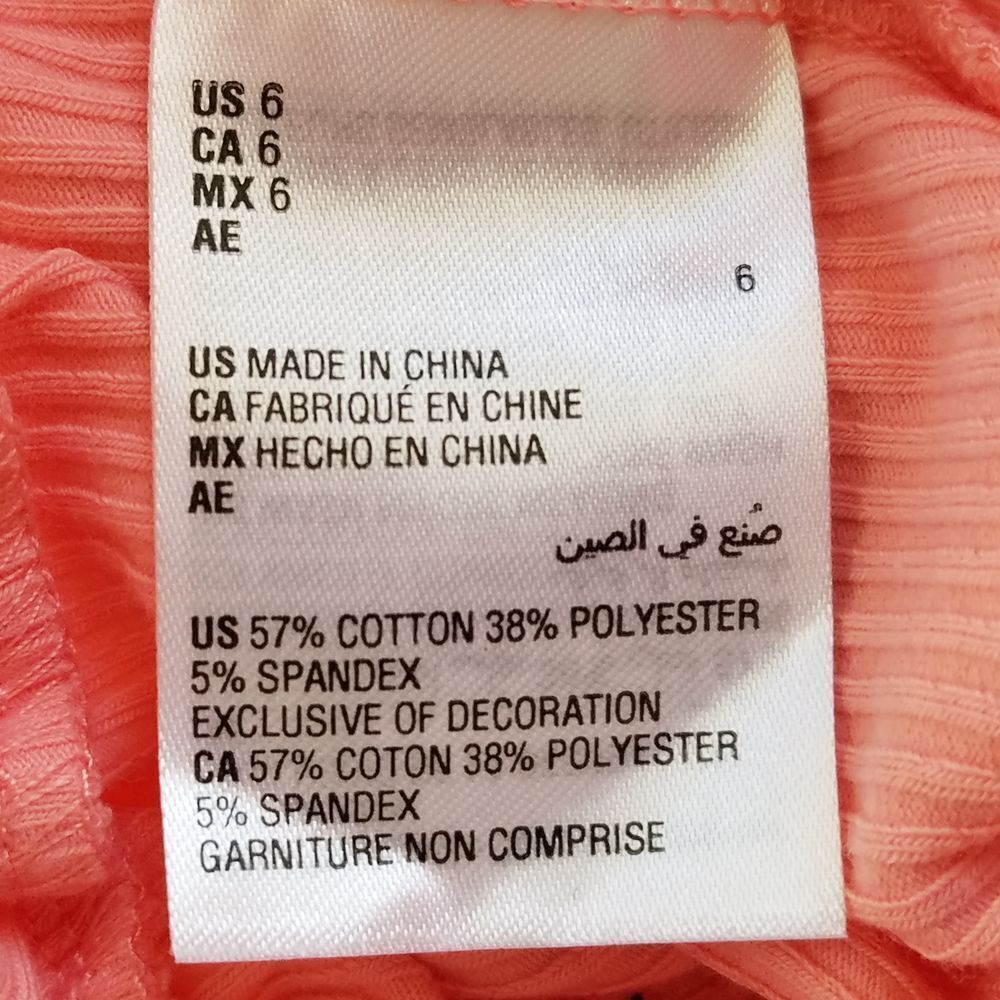 US 6
CA 6
MX 6
AE
6
US MADE IN CHINA
CA FABRIQUÉ EN CHINE
MX HECHO EN CHINA
AE
صُنع في الصين
US 57% COTTON 38% POLYESTER
5% SPANDEX
EXCLUSIVE OF DECORATION
CA 57% COTON 38% POLYESTER
5% SPANDEX
GARNITURE NON COMPRISE